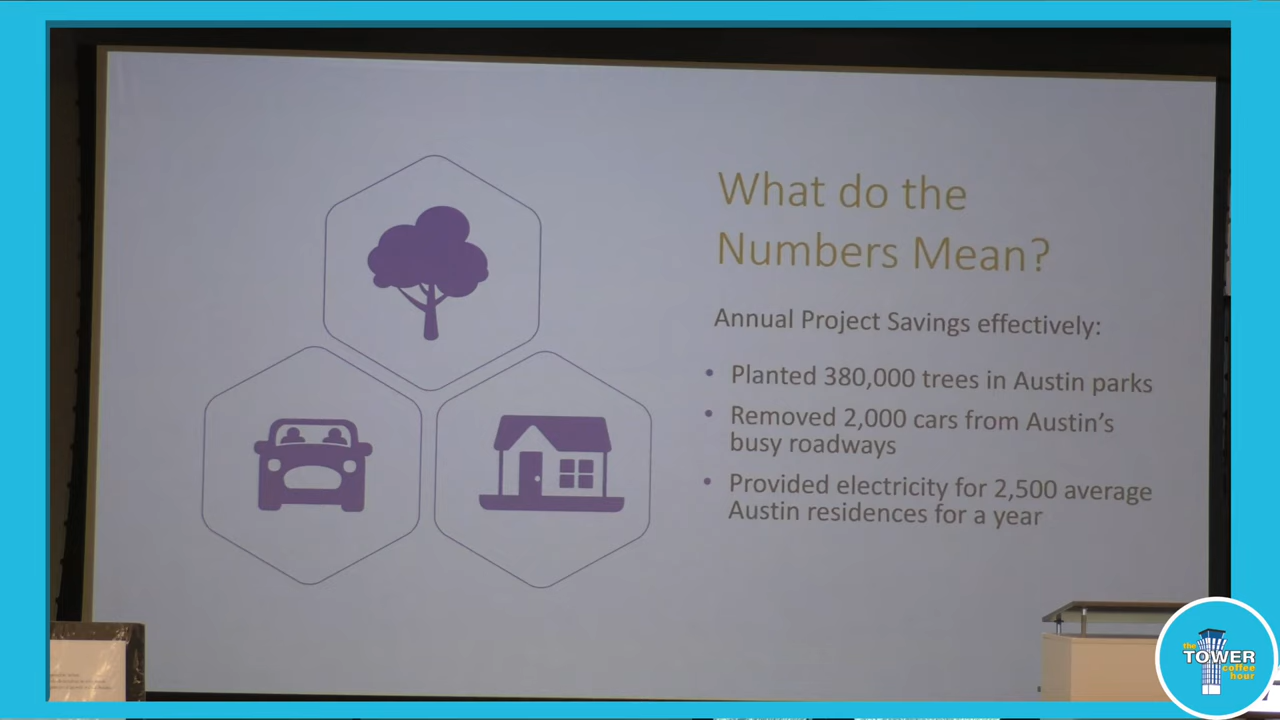 What do the
Numbers Mean?
Annual Project Savings effectively:
• Planted 380,000 trees in Austin parks
• Removed 2,000 cars from Austin's
busy roadways
• Provided electricity for 2,500 average
Austin residences for a year
the
TOWER
coffee
hour